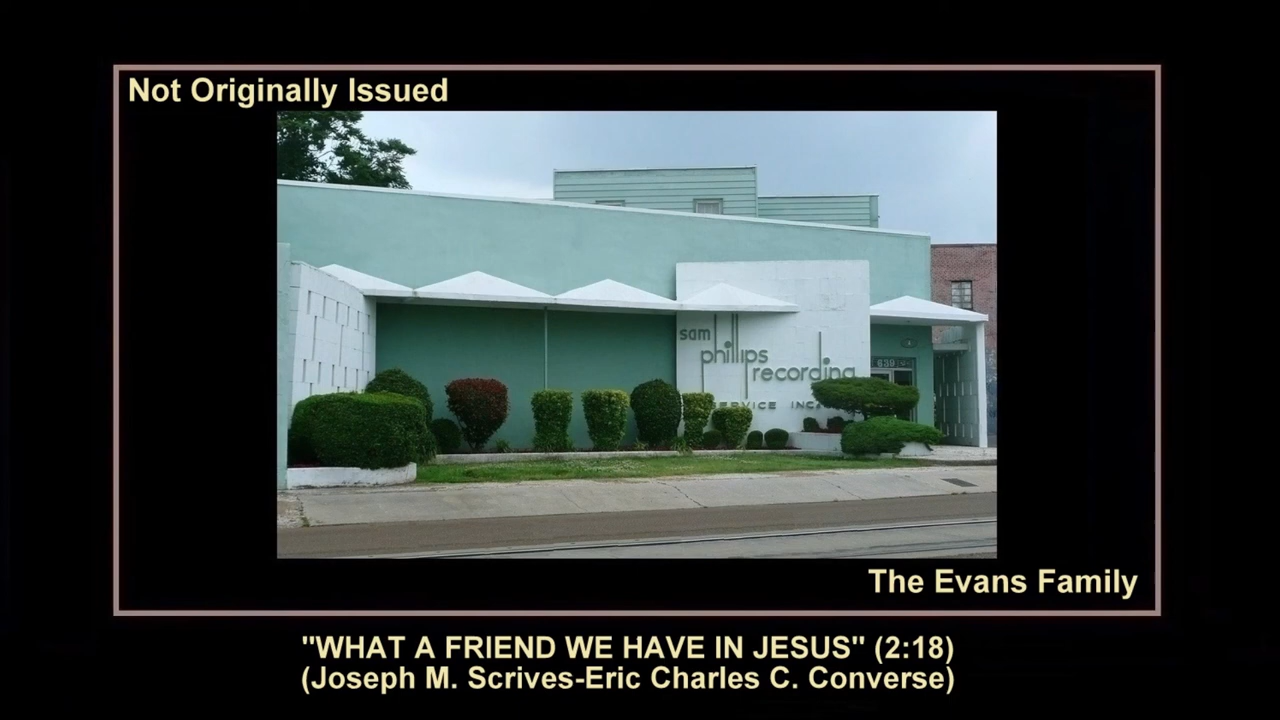 Not Originally Issued
sam
phillips
recording
SERVICE INC.
639
The Evans Family
"WHAT A FRIEND WE HAVE IN JESUS" (2:18)
(Joseph M. Scrives-Eric Charles C. Converse)